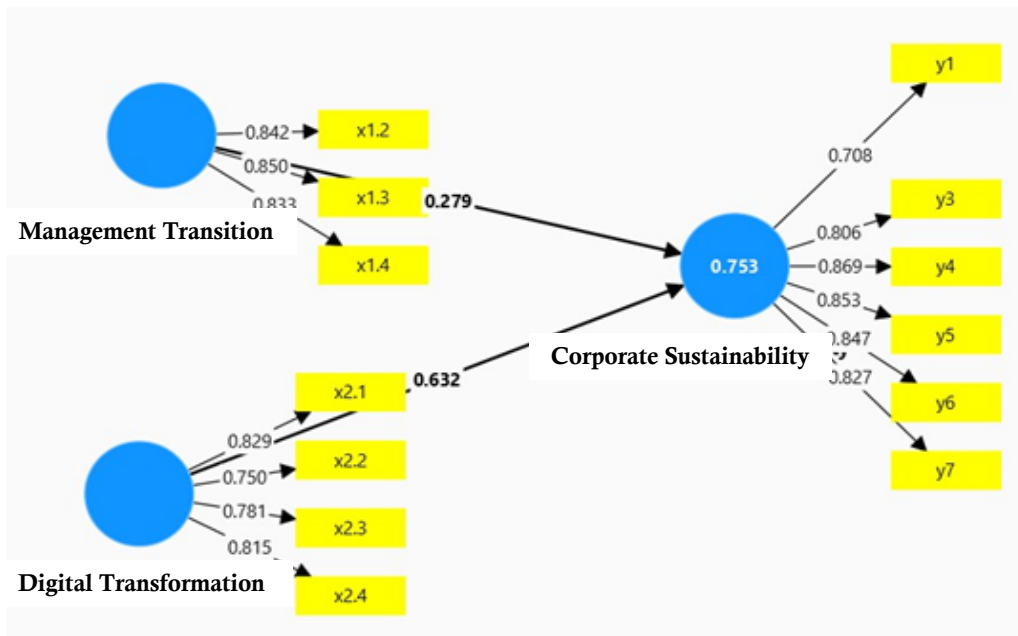 y1
0.842
x1.2
0.708
0.850
x1.3
0.279
y3
0.833
0.806
Management Transition
x1.4
0.753
0.869
y4
0.853
y5
0.847
Corporate Sustainability
0.827
0.632
x2.1
y6
0.829
x2.2
0.750
y7
0.781
x2.3
0.815
Digital Transformation
x2.4